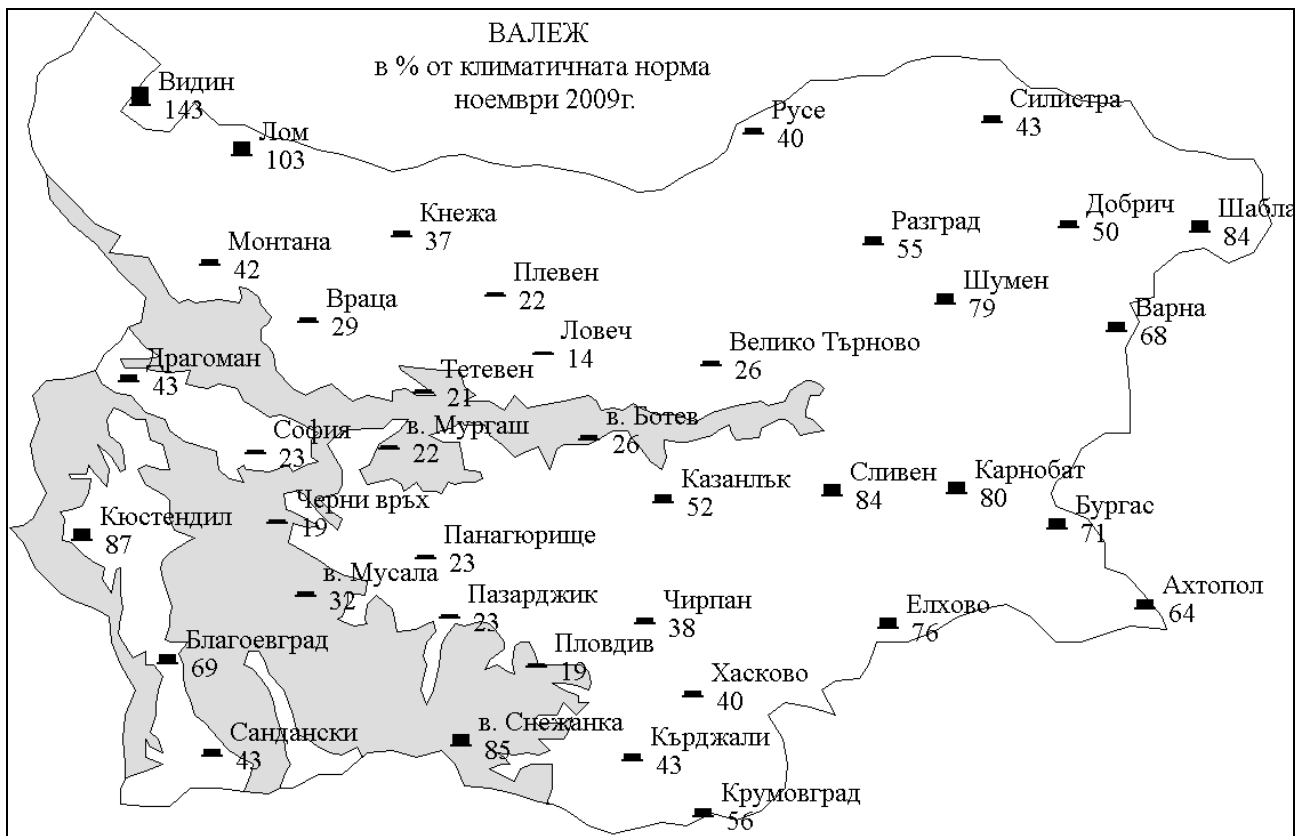 ВАЛЕЖ
в % от климатичната норма
ноември 2009г.
Видин
143
Лом
103
Русе
40
Силистра
43
Кнежа
37
Монтана
42
Враца
29
Плевен
22
Ловеч
14
Разград
55
Добрич
50
Шабла
84
Шумен
79
Варна
68
Велико Търново
26
Драгоман
43
Тетевен
21
София
23
в. Мургаш
22
в. Ботев
26
Казанлък
52
Сливен
84
Карнобат
80
Бургас
71
Черни връх
19
Кюстендил
87
Панагюрище
23
в. Мусала
32
Пазарджик
23
Чирпан
38
Елхово
76
Ахтопол
64
Благоевград
69
Пловдив
19
Хасково
40
Сандански
43
в. Снежанка
85
Кърджали
43
Крумовград
56